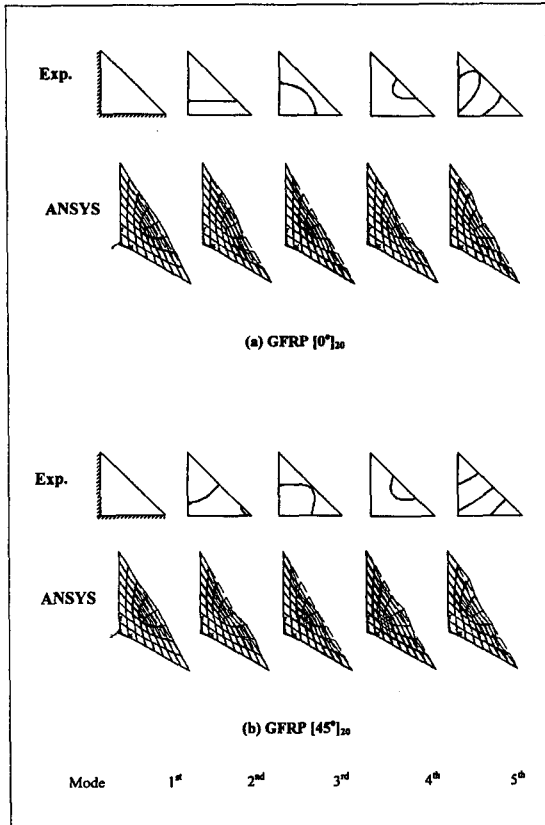 Exp.
ANSYS
(a) GFRP [0°]₂₀
Exp.
ANSYS
(b) GFRP [45°]₂₀
Mode 1ˢᵗ 2ⁿᵈ 3ʳᵈ 4ᵗʰ 5ᵗʰ